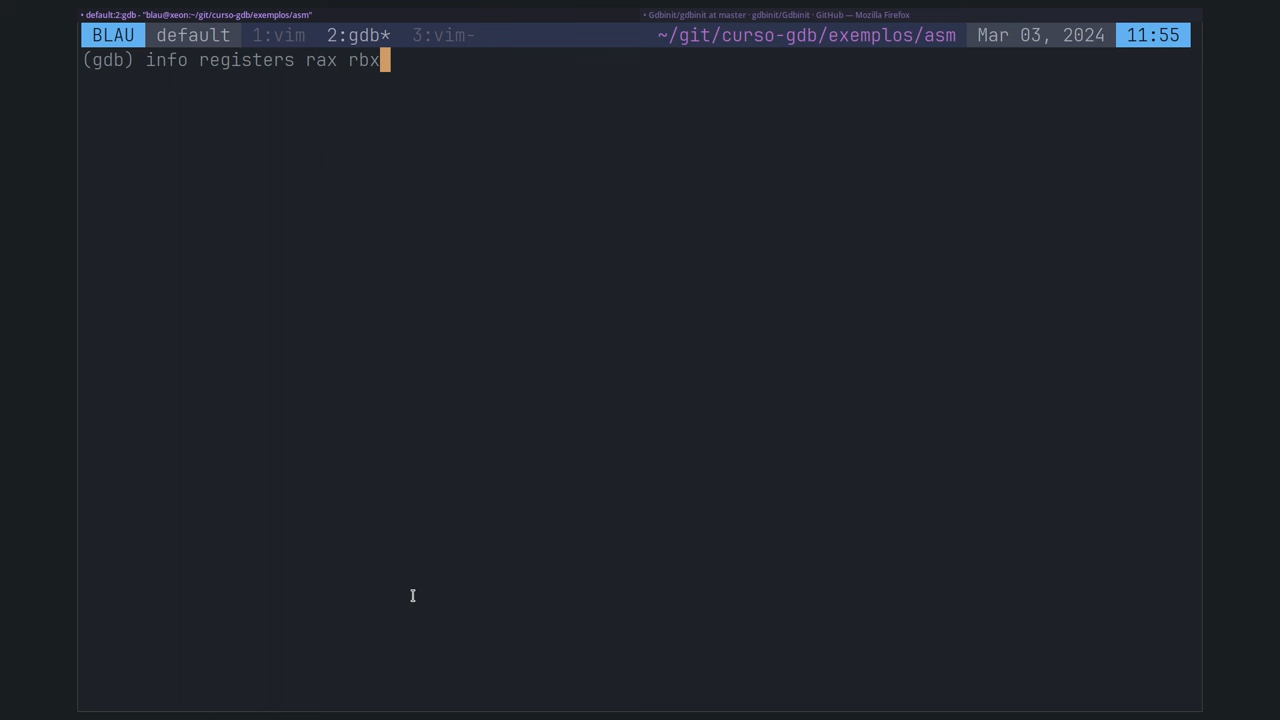 • default:2:gdb - "blau@xeon:~/git/curso-gdb/exemplos/asm"
• Gdbinit/gdbinit at master · gdbinit/Gdbinit · GitHub — Mozilla Firefox
BLAU default 1:vim 2:gdb* 3:vim- ~/git/curso-gdb/exemplos/asm Mar 03, 2024 11:55
(gdb) info registers rax rbx